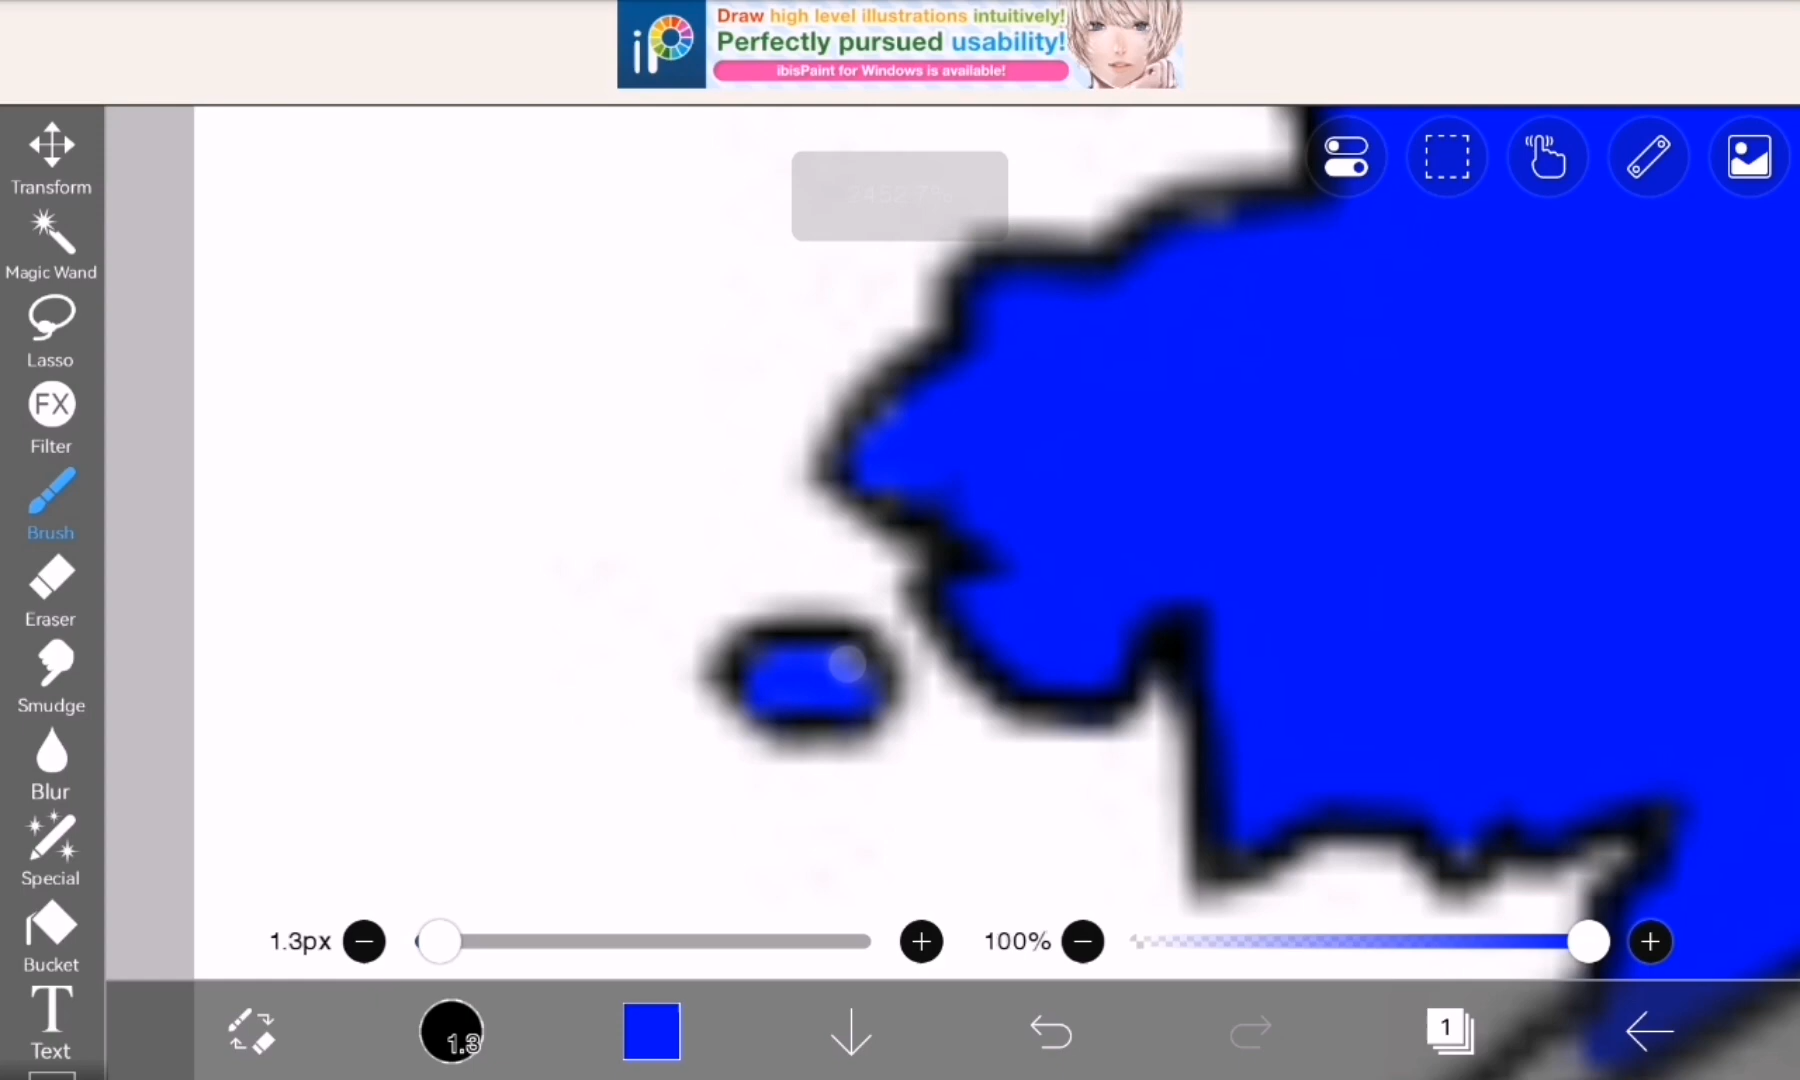 iP
Draw high level illustrations intuitively!
Perfectly pursued usability!
ibisPaint for Windows is available!
Transform
Magic Wand
Lasso
FX
Filter
Brush
Eraser
Smudge
Blur
Special
Bucket
T
Text
1.3px
100%
1.3
1